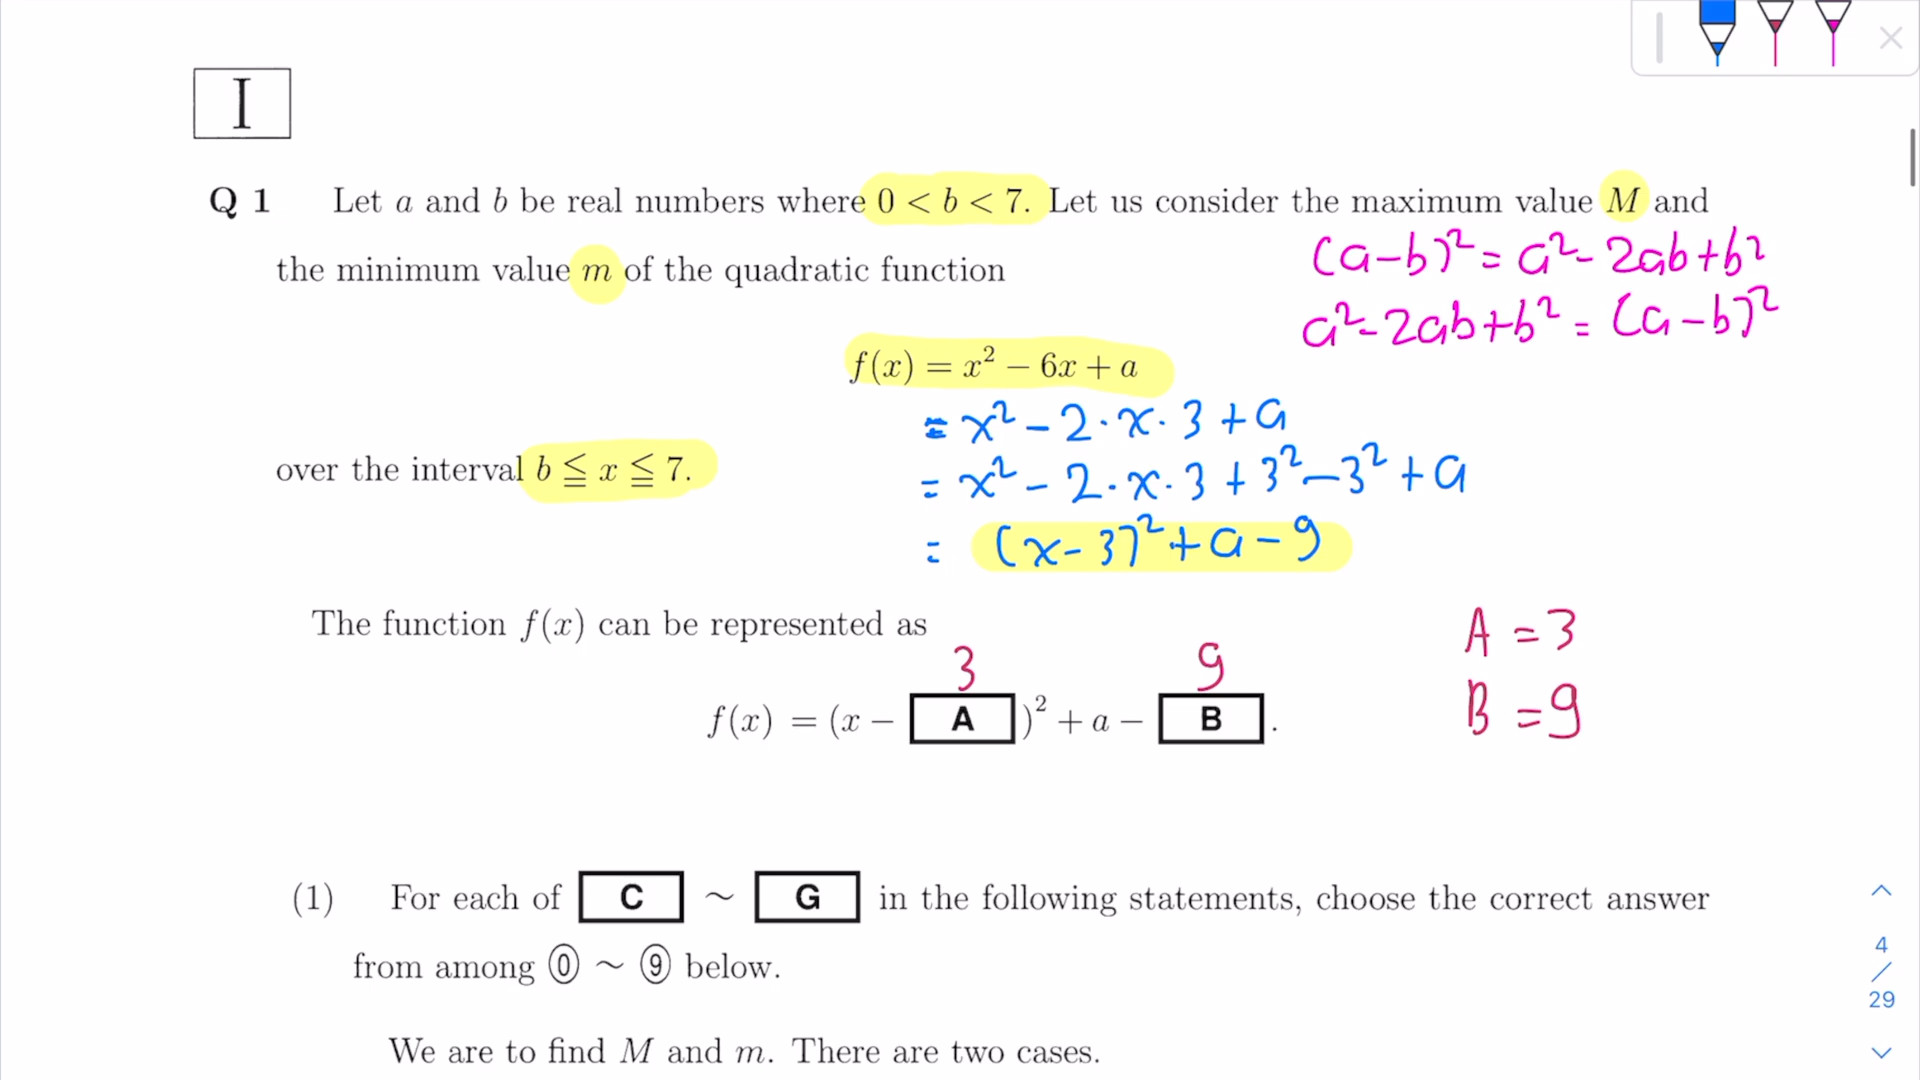 I
Q 1 Let a and b be real numbers where 0 < b < 7. Let us consider the maximum value M and
the minimum value m of the quadratic function
(a-b)² = a² - 2ab + b²
a² - 2ab + b² = (a-b)²
f(x) = x² − 6x + a
= x² - 2·x·3 + a
over the interval b ≦ x ≦ 7.
= x² - 2·x·3 + 3² - 3² + a
= (x-3)² + a - 9
The function f(x) can be represented as
A = 3
3 9
f(x) = (x − A)² + a − B.
B = 9
(1) For each of C ~ G in the following statements, choose the correct answer
from among ⓪ ~ ⑨ below.
We are to find M and m. There are two cases.
4
/
29